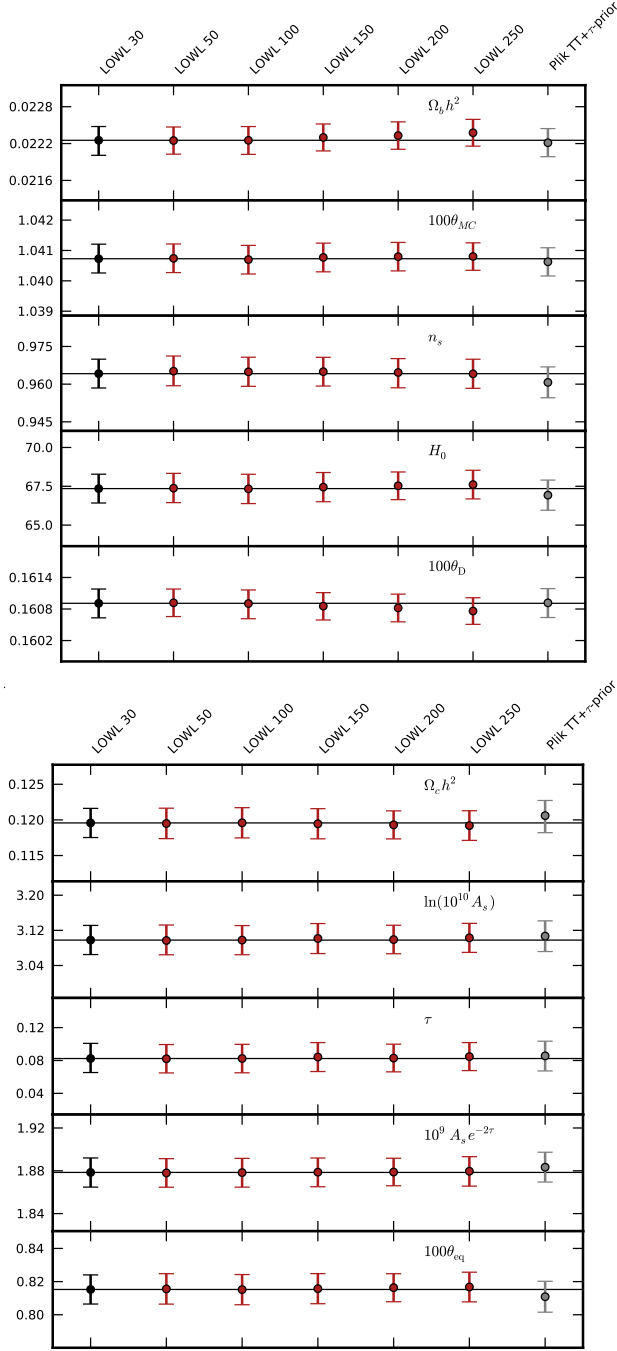 LOWL 30 LOWL 50 LOWL 100 LOWL 150 LOWL 200 LOWL 250 Plik TT+τ-prior
Ω_b h²
0.0228
0.0222
0.0216
100θ_MC
1.042
1.041
1.040
1.039
n_s
0.975
0.960
0.945
H_0
70.0
67.5
65.0
100θ_D
0.1614
0.1608
0.1602
LOWL 30 LOWL 50 LOWL 100 LOWL 150 LOWL 200 LOWL 250 Plik TT+τ-prior
Ω_c h²
0.125
0.120
0.115
ln(10^10 A_s)
3.20
3.12
3.04
τ
0.12
0.08
0.04
10^9 A_s e^−2τ
1.92
1.88
1.84
100θ_eq
0.84
0.82
0.80